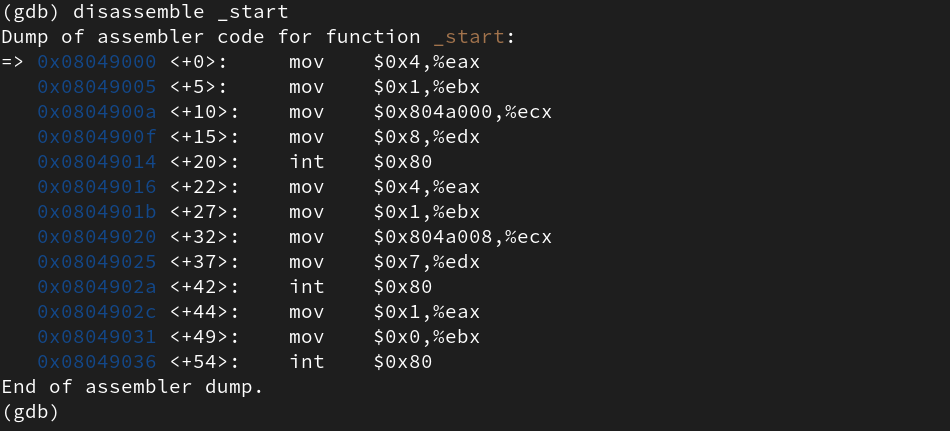 (gdb) disassemble _start
Dump of assembler code for function _start:
=> 0x08049000 <+0>:     mov    $0x4,%eax
   0x08049005 <+5>:     mov    $0x1,%ebx
   0x0804900a <+10>:    mov    $0x804a000,%ecx
   0x0804900f <+15>:    mov    $0x8,%edx
   0x08049014 <+20>:    int    $0x80
   0x08049016 <+22>:    mov    $0x4,%eax
   0x0804901b <+27>:    mov    $0x1,%ebx
   0x08049020 <+32>:    mov    $0x804a008,%ecx
   0x08049025 <+37>:    mov    $0x7,%edx
   0x0804902a <+42>:    int    $0x80
   0x0804902c <+44>:    mov    $0x1,%eax
   0x08049031 <+49>:    mov    $0x0,%ebx
   0x08049036 <+54>:    int    $0x80
End of assembler dump.
(gdb)